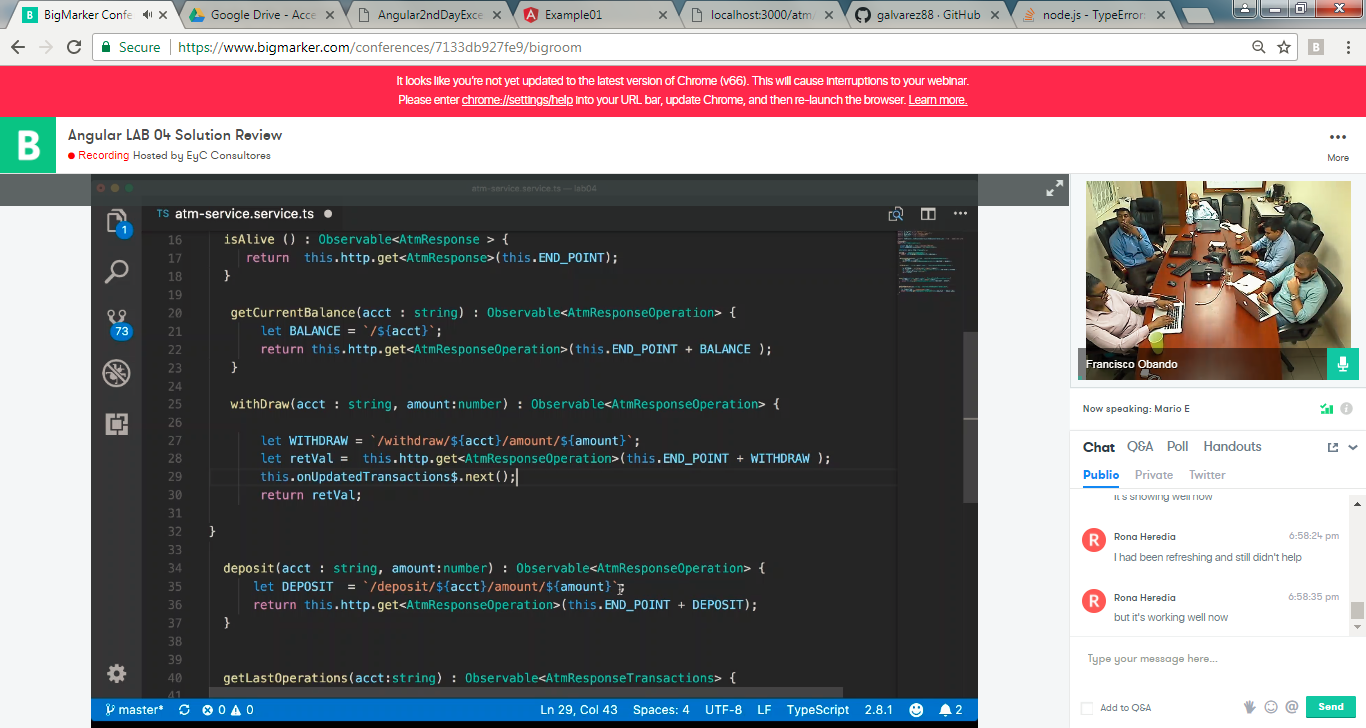 BigMarker Confe
Google Drive - Acce
Angular2ndDayExce
Example01
localhost:3000/atm/
galvarez88 · GitHub
node.js - TypeError:
Secure
https://www.bigmarker.com/conferences/7133db927fe9/bigroom
It looks like you're not yet updated to the latest version of Chrome (v66). This will cause interruptions to your webinar.
Please enter chrome://settings/help into your URL bar, update Chrome, and then re-launch the browser. Learn more.
B
Angular LAB 04 Solution Review
Recording Hosted by EyC Consultores
More
atm-service.service.ts — lab04
TS atm-service.service.ts
1
73
16 isAlive () : Observable<AtmResponse > {
17 return this.http.get<AtmResponse>(this.END_POINT);
18 }
19
20 getCurrentBalance(acct : string) : Observable<AtmResponseOperation> {
21 let BALANCE = `/${acct}`;
22 return this.http.get<AtmResponseOperation>(this.END_POINT + BALANCE );
23 }
24
25 withDraw(acct : string, amount:number) : Observable<AtmResponseOperation> {
26
27 let WITHDRAW = `/withdraw/${acct}/amount/${amount}`;
28 let retVal = this.http.get<AtmResponseOperation>(this.END_POINT + WITHDRAW );
29 this.onUpdatedTransactions$.next();
30 return retVal;
31
32 }
33
34 deposit(acct : string, amount:number) : Observable<AtmResponseOperation> {
35 let DEPOSIT = `/deposit/${acct}/amount/${amount}`;
36 return this.http.get<AtmResponseOperation>(this.END_POINT + DEPOSIT);
37 }
38
39
40 getLastOperations(acct:string) : Observable<AtmResponseTransactions> {
41
master* 0 0 Ln 29, Col 43 Spaces: 4 UTF-8 LF TypeScript 2.8.1 2
Francisco Obando
Now speaking: Mario E
Chat Q&A Poll Handouts
Public Private Twitter
it's showing well now
R
Rona Heredia 6:58:24 pm
I had been refreshing and still didn't help
R
Rona Heredia 6:58:35 pm
but it's working well now
Type your message here...
Add to Q&A
Send